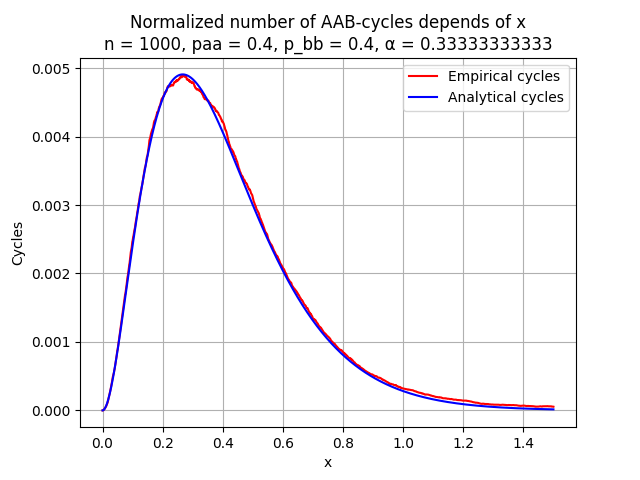 Normalized number of AAB-cycles depends of x
n = 1000, paa = 0.4, p_bb = 0.4, α = 0.33333333333
Empirical cycles
Analytical cycles
Cycles
0.005
0.004
0.003
0.002
0.001
0.000
0.0 0.2 0.4 0.6 0.8 1.0 1.2 1.4
x